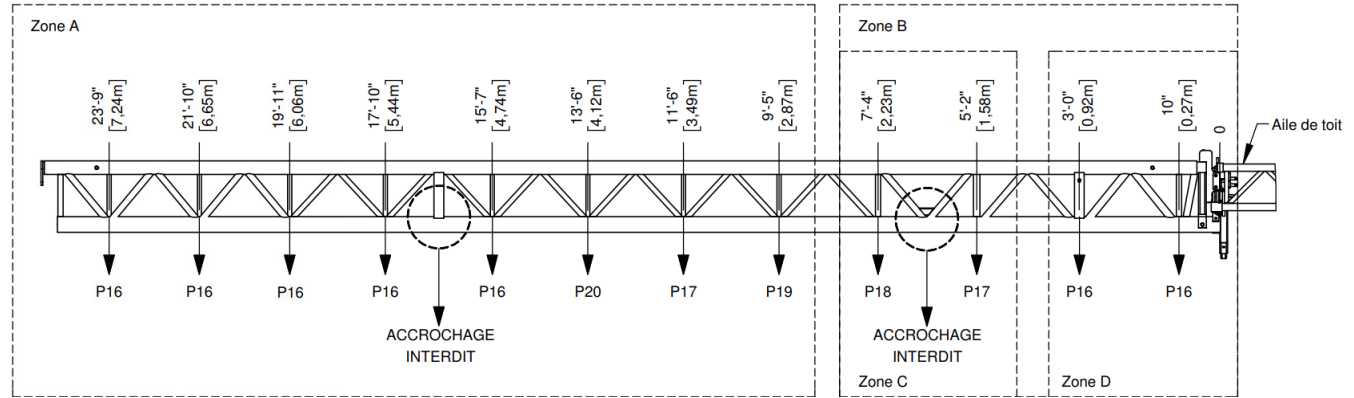 Zone A
Zone B
23'-9"
[7,24m]
21'-10"
[6,65m]
19'-11"
[6,06m]
17'-10"
[5,44m]
15'-7"
[4,74m]
13'-6"
[4,12m]
11'-6"
[3,49m]
9'-5"
[2,87m]
7'-4"
[2,23m]
5'-2"
[1,58m]
3'-0"
[0,92m]
10"
[0,27m]
0
Aile de toit
P16
P16
P16
P16
P16
P20
P17
P19
P18
P17
P16
P16
ACCROCHAGE
INTERDIT
ACCROCHAGE
INTERDIT
Zone C
Zone D